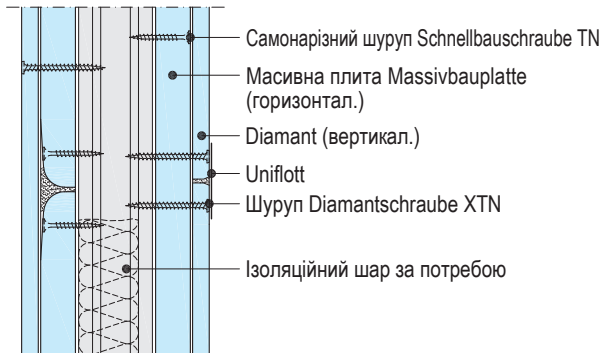 Самонарізний шуруп Schnellbauschraube TN
Масивна плита Massivbauplatte
(горизонтал.)
Diamant (вертикал.)
Uniflott
Шуруп Diamantschraube XTN
Ізоляційний шар за потребою